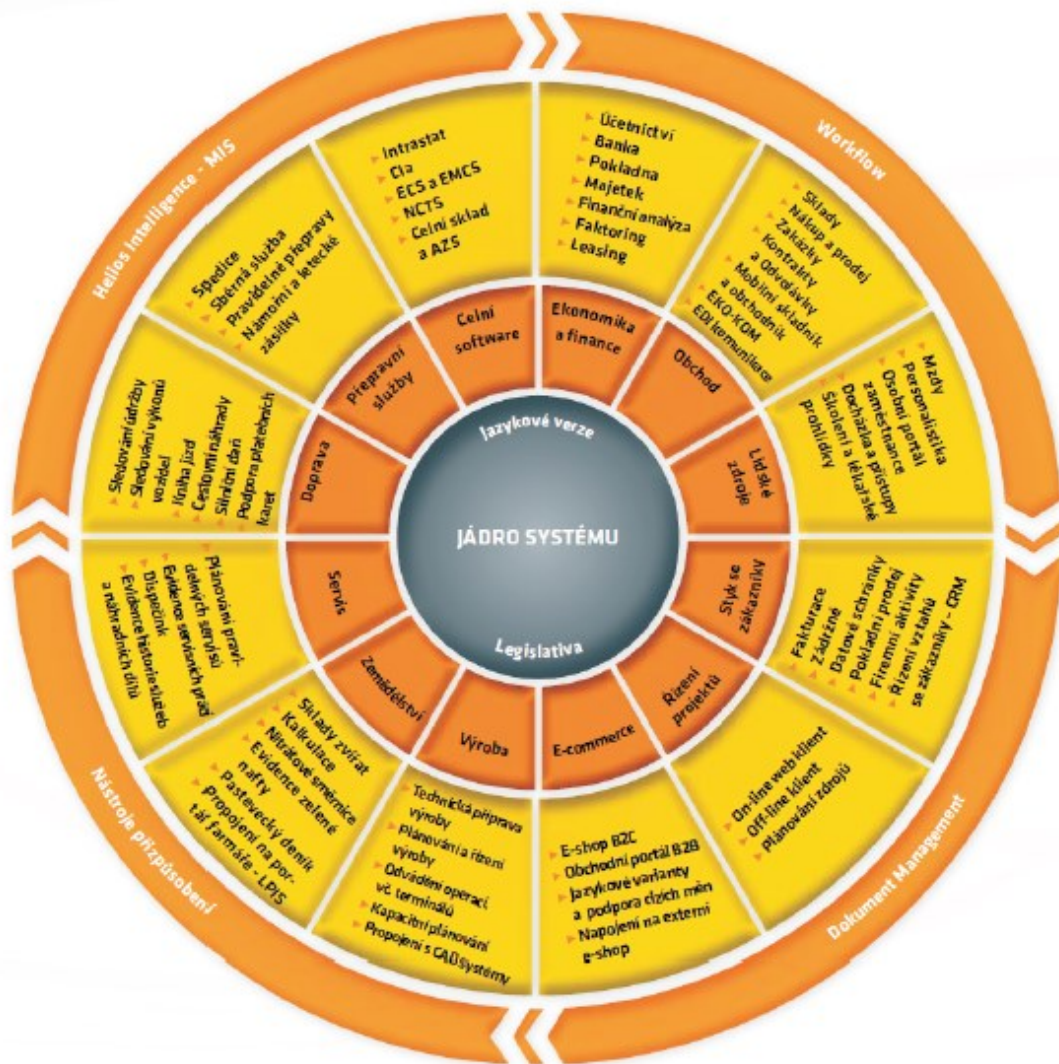 Helios Intelligence - MIS
Workflow
Dokument Management
Nástroje přizpůsobení
Účetnictví
Banka
Pokladna
Majetek
Finanční analýza
Faktoring
Leasing
Ekonomika
a finance
Sklady
Nákup a prodej
Zakázky
Kontrakty
a Odvolávky
Mobilní skladník
a obchodník
EKO-KOM
EDI komunikace
Obchod
Mzdy
Personalistika
Osobní portál
zaměstnance
Docházka a přístupy
Školení a lékařské
prohlídky
Lidské
zdroje
Fakturace
Zádržné
Datové schránky
Pokladní prodej
Firemní aktivity
Řízení vztahů
se zákazníky - CRM
Styk se
zákazníky
On-line web klient
Off-line klient
Plánování zdrojů
Řízení
projektů
E-shop B2C
Obchodní portál B2B
Jazykové varianty
a podpora cizích měn
Napojení na externí
e-shop
E-commerce
Technická příprava
výroby
Plánování a řízení
výroby
Odvádění operací
vč. terminálů
Kapacitní plánování
Propojení s CAD systémy
Výroba
Sklady zvířat
Kalkulace
Nitrátové směrnice
Evidence zelené
nafty
Pastevecký deník
Propojení na por-
tál farmáře - LPIS
Zemědělství
Plánování pravi-
delných servisů
Evidence servisních prací
Dispečink
Evidence historie služeb
a náhradních dílů
Servis
Sledování údržby
Sledování výkonů
vozidel
Kniha jízd
Cestovní náhrady
Silniční daň
Podpora platebních
karet
Doprava
Spedice
Sběrná služba
Pravidelné přepravy
Námořní a letecké
zásilky
Přepravní
služby
Intrastat
Cla
ECS a EMCS
NCTS
Celní sklad
a AZS
Celní
software
Jazykové verze
JÁDRO SYSTÉMU
Legislativa